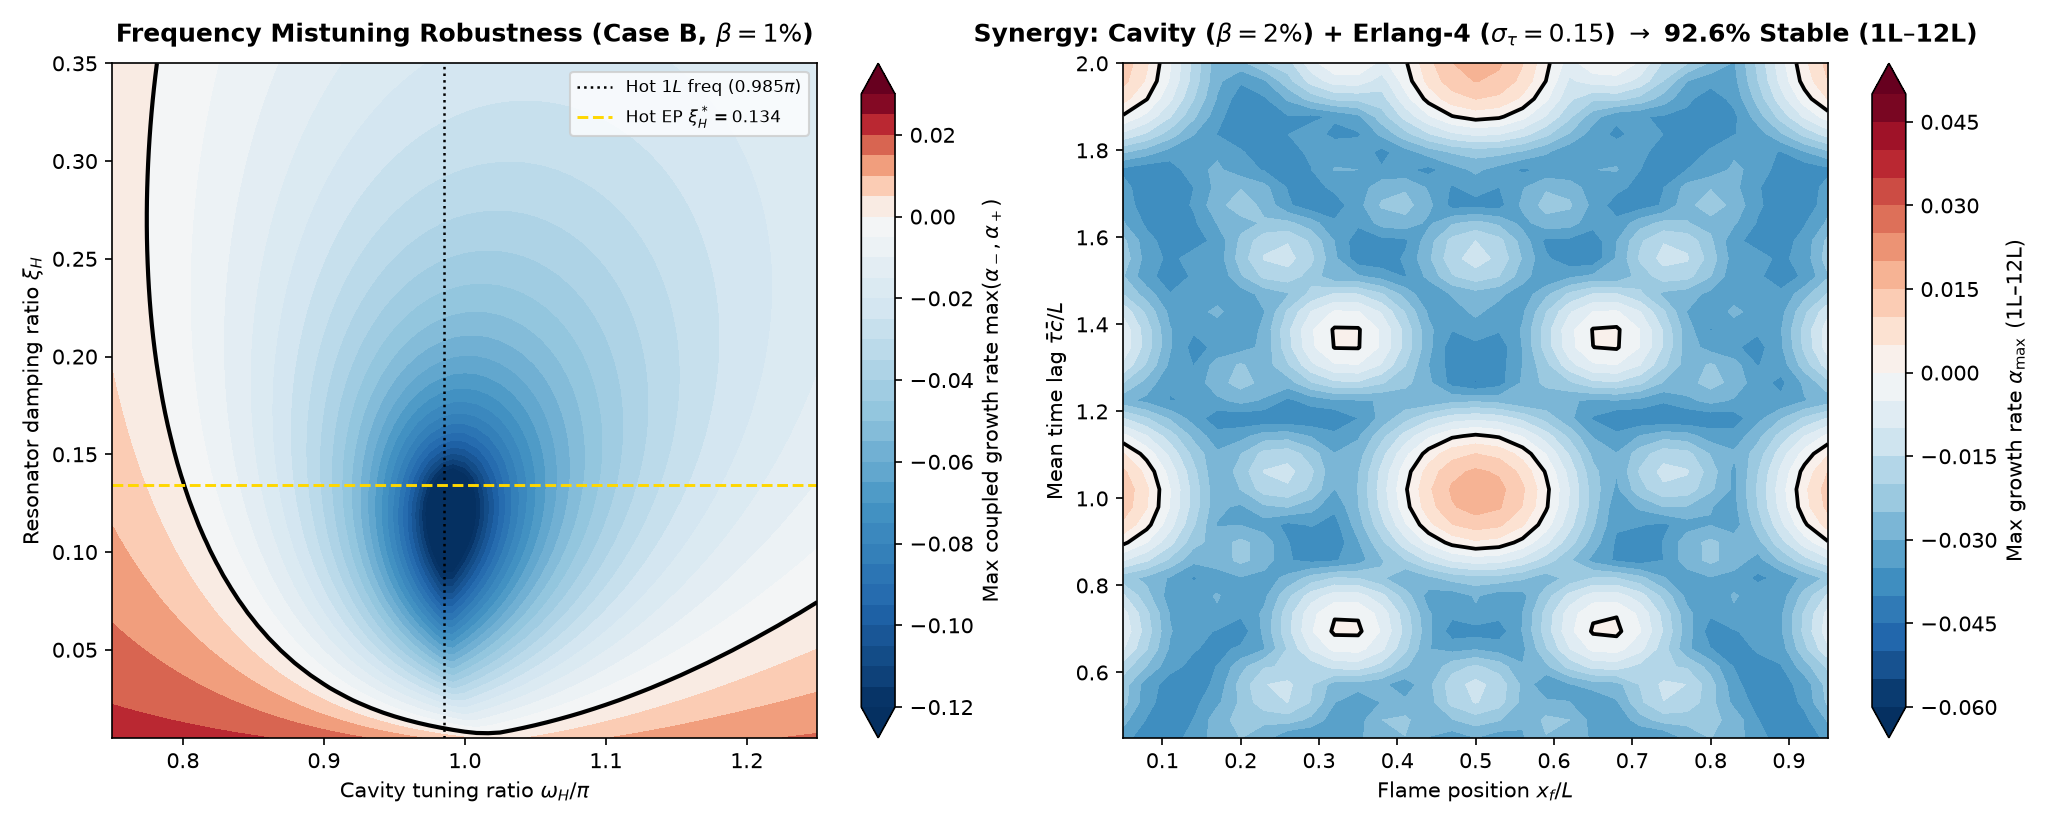 Frequency Mistuning Robustness (Case B, β = 1%)
Hot 1L freq (0.985π)
Hot EP ξ*_H = 0.134
0.35
0.30
0.25
0.20
0.15
0.10
0.05
Resonator damping ratio ξ_H
0.8 0.9 1.0 1.1 1.2
Cavity tuning ratio ω_H/π
0.02
0.00
−0.02
−0.04
−0.06
−0.08
−0.10
−0.12
Max coupled growth rate max(α₋, α₊)
Synergy: Cavity (β = 2%) + Erlang-4 (σ_τ = 0.15) → 92.6% Stable (1L–12L)
2.0
1.8
1.6
1.4
1.2
1.0
0.8
0.6
Mean time lag τ̄c̄/L
0.1 0.2 0.3 0.4 0.5 0.6 0.7 0.8 0.9
Flame position x_f/L
0.045
0.030
0.015
0.000
−0.015
−0.030
−0.045
−0.060
Max growth rate α_max (1L–12L)